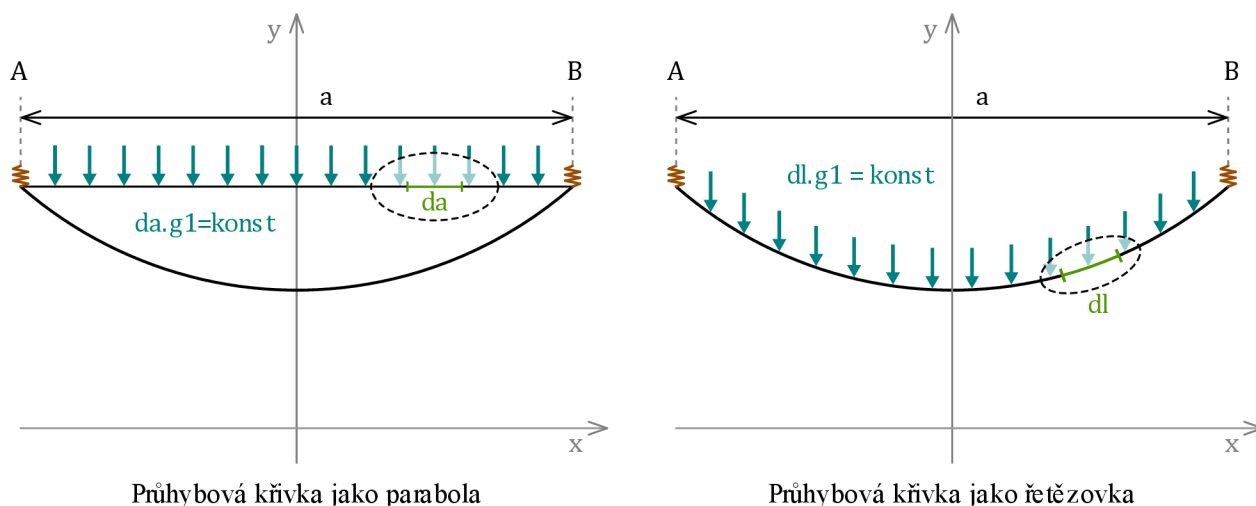 y
A
B
a
da
da.g1=konst
x
Průhybová křivka jako parabola
y
A
B
a
dl.g1 = konst
dl
x
Průhybová křivka jako řetězovka